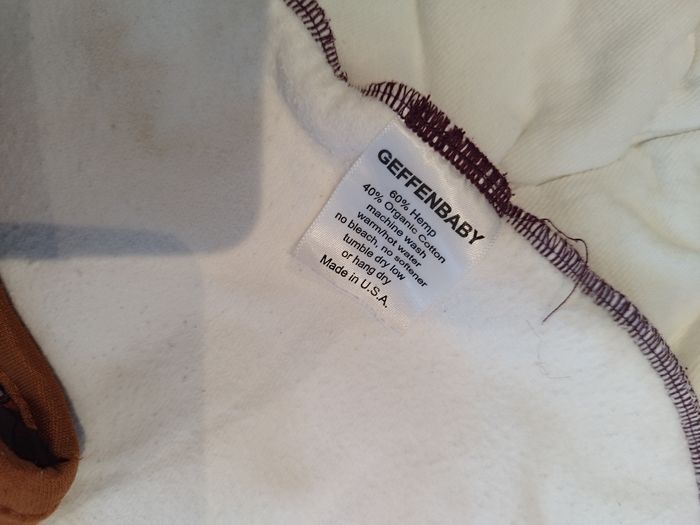 GEFFENBABY
60% Hemp
40% Organic Cotton
machine wash
warm/hot water
no bleach, no softener
tumble dry low
or hang dry
Made in U.S.A.